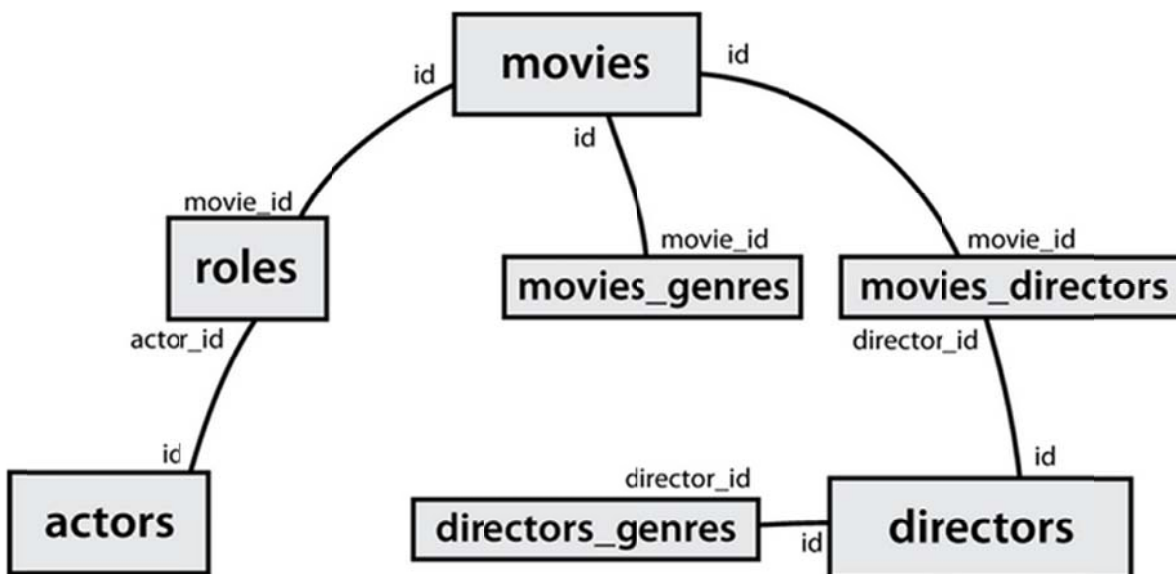 movies
id
id
id
movie_id
roles
movie_id
movies_genres
movie_id
movies_directors
actor_id
director_id
id
actors
director_id
directors_genres
id
id
directors